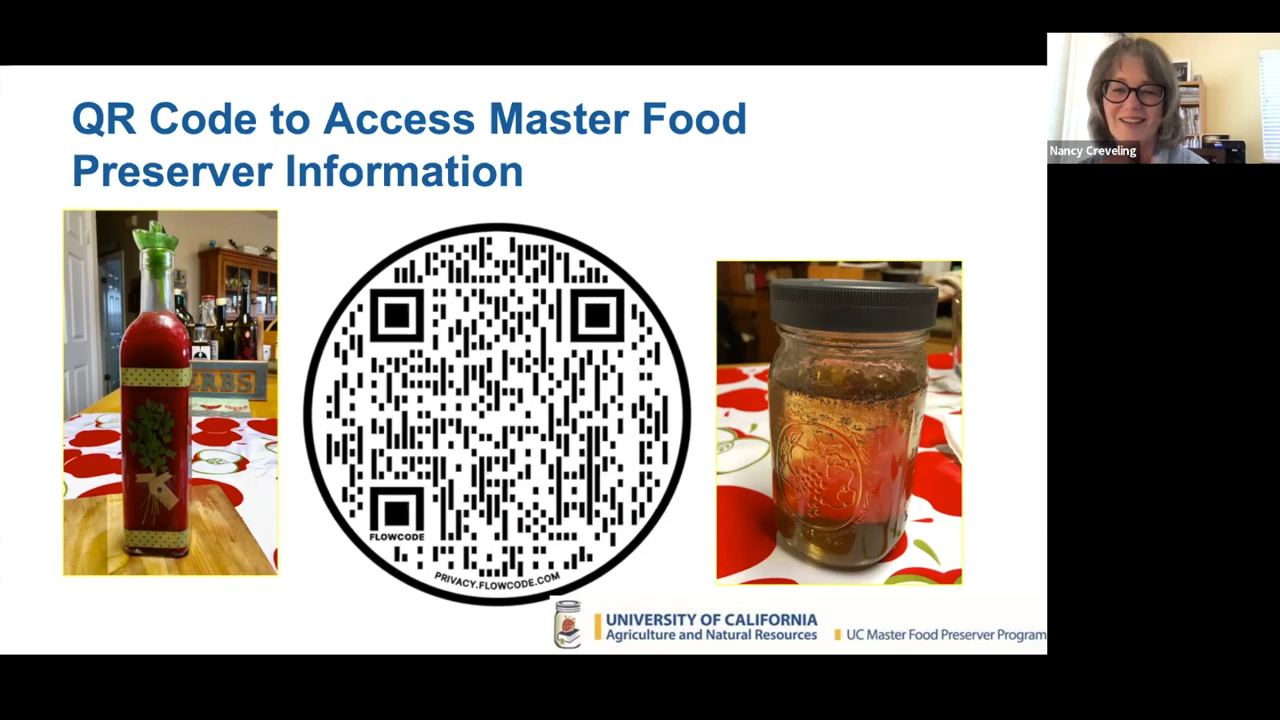 QR Code to Access Master Food
Preserver Information
Nancy Creveling
ERBS
FLOWCODE
PRIVACY.FLOWCODE.COM
UNIVERSITY OF CALIFORNIA
Agriculture and Natural Resources
UC Master Food Preserver Program